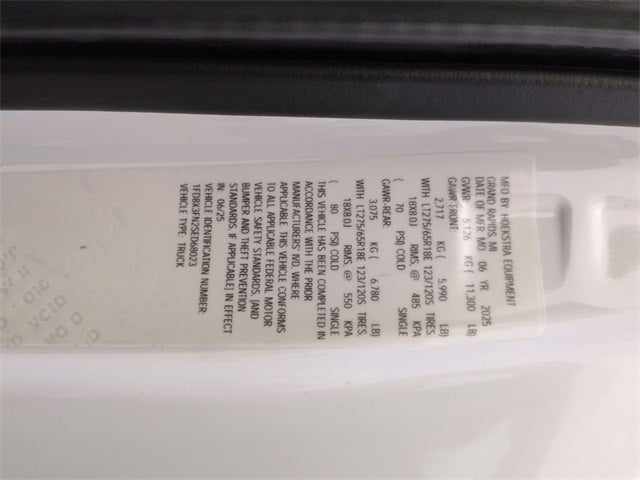 MFD BY HOEKSTRA EQUIPMENT
GRAND RAPIDS, MI
DATE OF MFR. MO 06 YR 2025
GVWR 5,126 KG ( 11,300 LB)
GAWR FRONT
2,717 KG ( 5,990 LB)
WITH LT275/65R18E 123/120S TIRES,
18X8.0J RIMS, @ 485 KPA
( 70 PSI) COLD SINGLE
GAWR-REAR:
3,075 KG ( 6,780 LB)
WITH LT275/65R18E 123/120S TIRES,
18X8.0J RIMS, @ 550 KPA
( 80 PSI) COLD SINGLE
THIS VEHICLE HAS BEEN COMPLETED IN
ACCORDANCE WITH THE PRIOR
MANUFACTURERS' IVD. WHERE
APPLICABLE THIS VEHICLE CONFORMS
TO ALL APPLICABLE FEDERAL MOTOR
VEHICLE SAFETY STANDARDS, [AND
BUMPER AND THEFT PREVENTION
STANDARDS, IF APPLICABLE] IN EFFECT
IN 06/25
VEHICLE IDENTIFICATION NUMBER:
1FD8X3FN2SED68023
VEHICLE TYPE: TRUCK